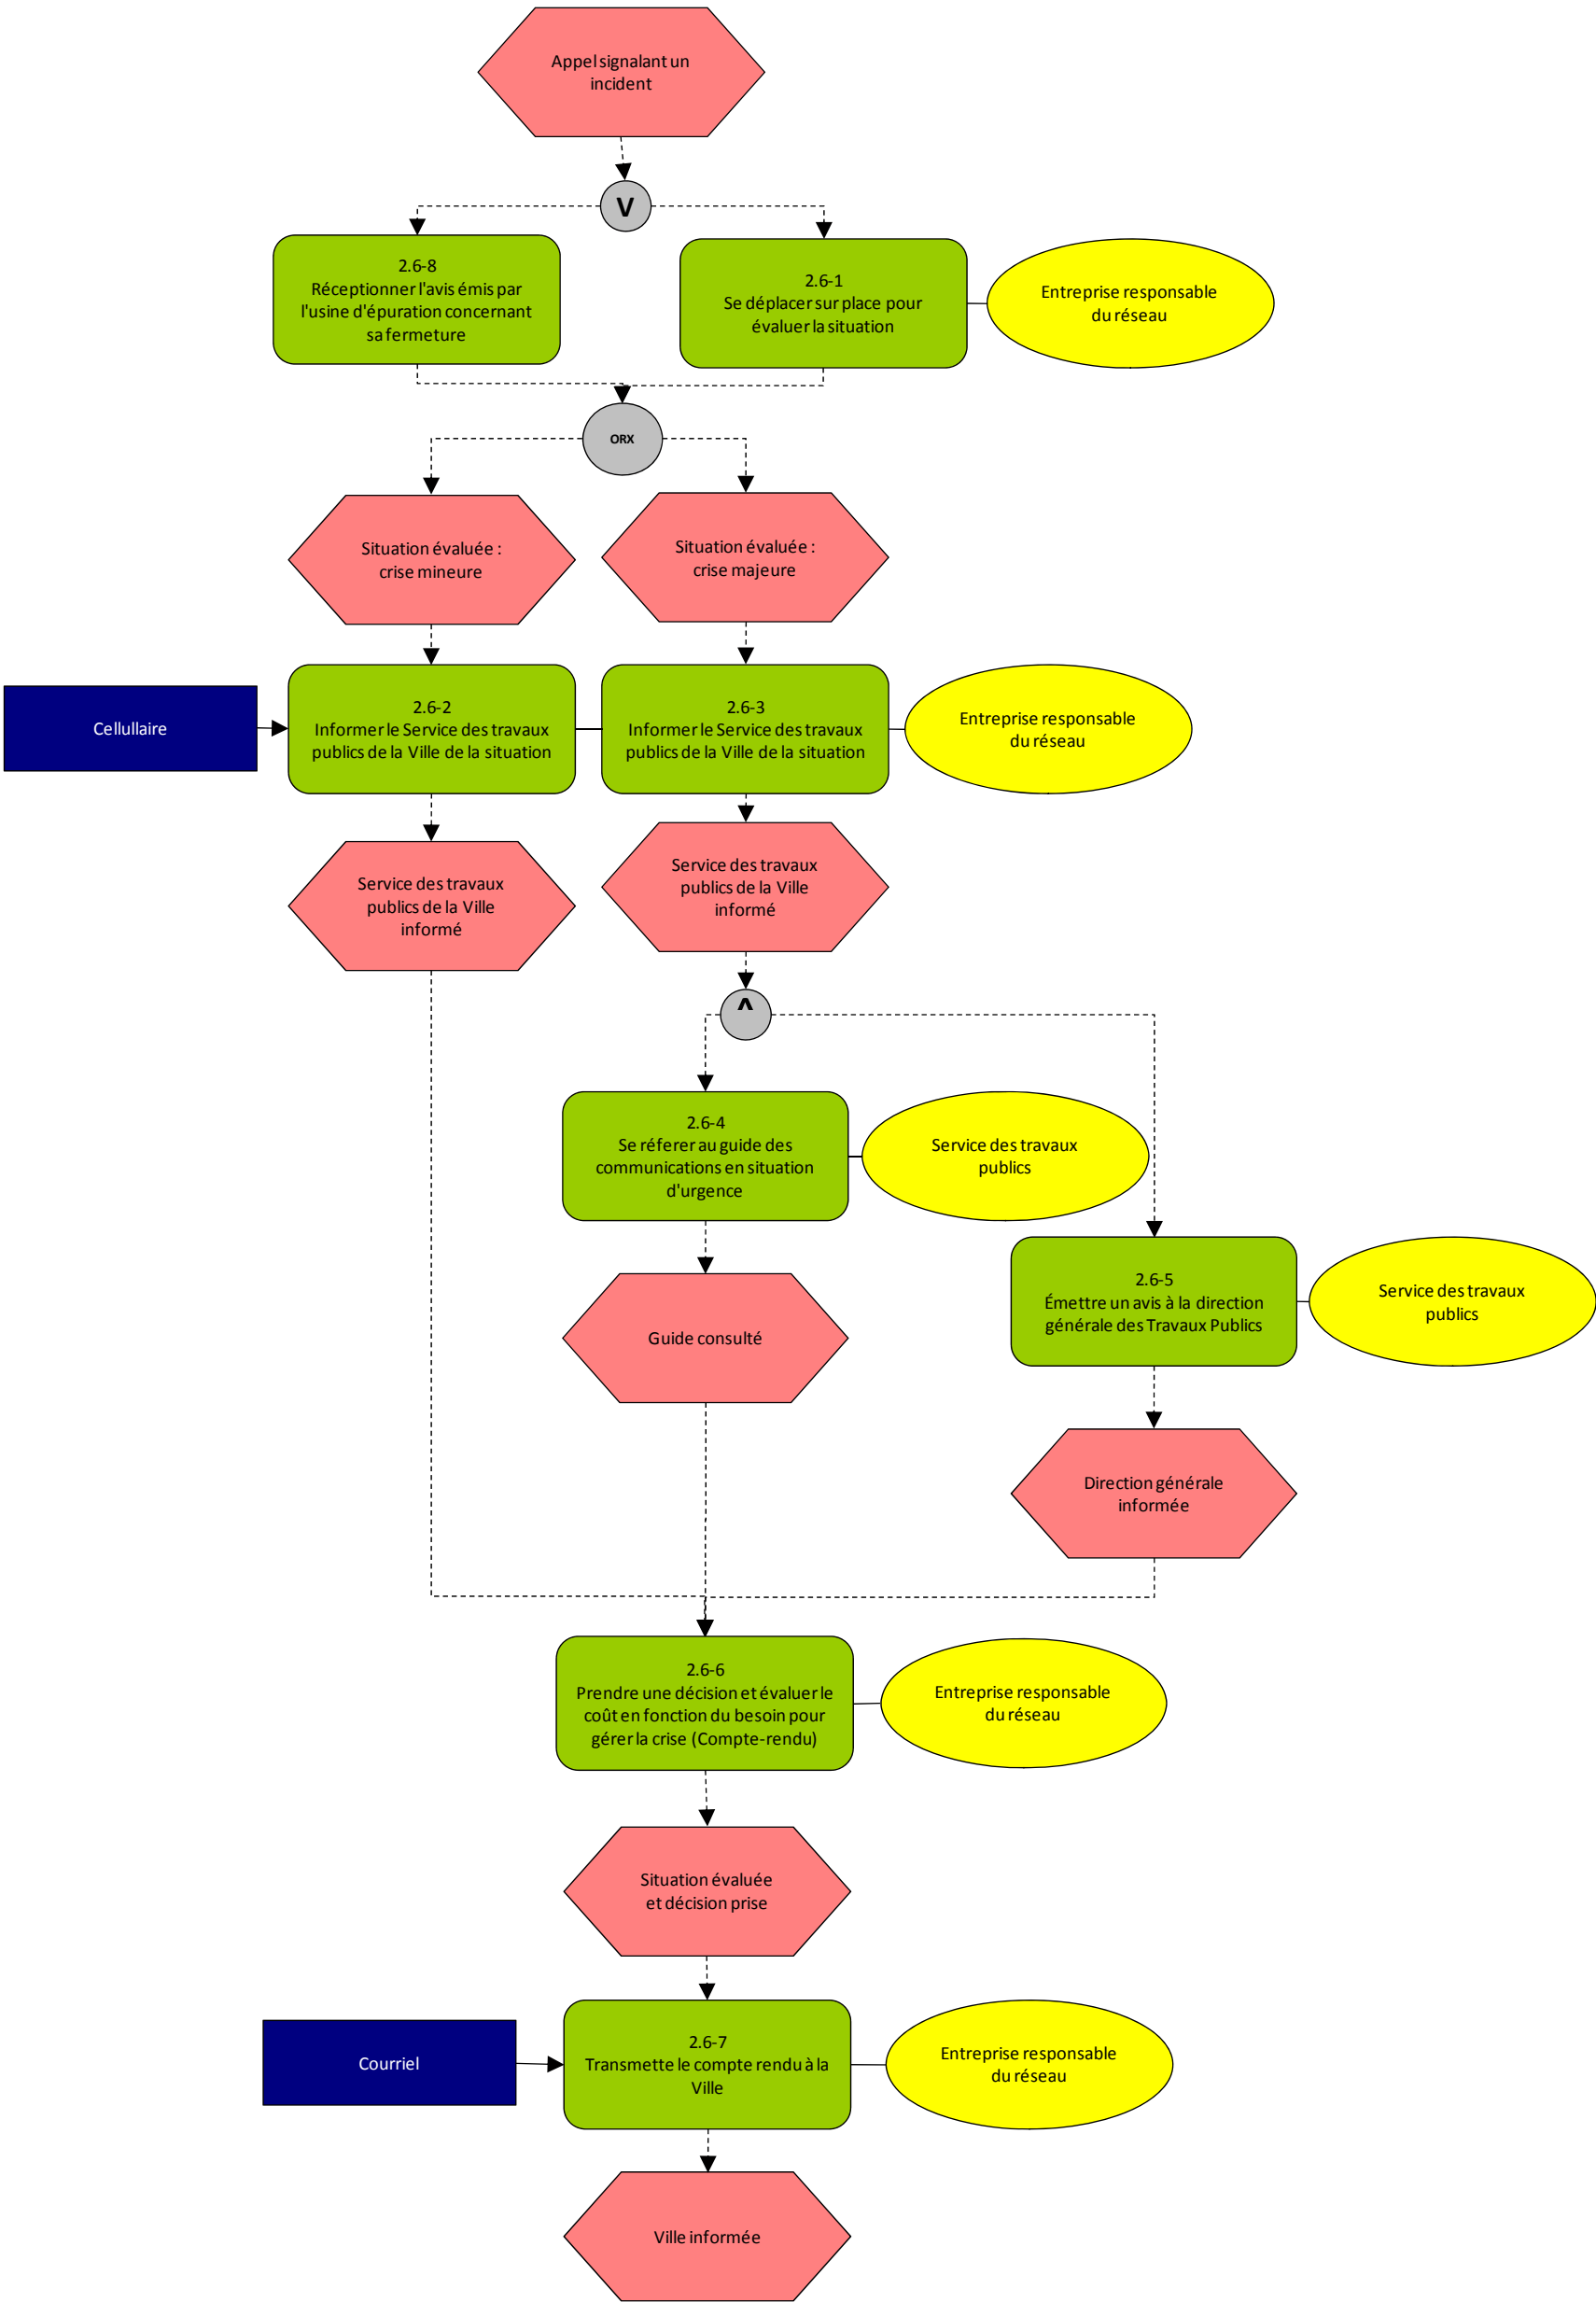 Appel signalant un
incident
V
2.6-8
Réceptionner l'avis émis par
l'usine d'épuration concernant
sa fermeture
2.6-1
Se déplacer sur place pour
évaluer la situation
Entreprise responsable
du réseau
ORX
Situation évaluée :
crise mineure
Situation évaluée :
crise majeure
Cellullaire
2.6-2
Informer le Service des travaux
publics de la Ville de la situation
2.6-3
Informer le Service des travaux
publics de la Ville de la situation
Entreprise responsable
du réseau
Service des travaux
publics de la Ville
informé
Service des travaux
publics de la Ville
informé
^
2.6-4
Se réferer au guide des
communications en situation
d'urgence
Service des travaux
publics
2.6-5
Émettre un avis à la direction
générale des Travaux Publics
Service des travaux
publics
Guide consulté
Direction générale
informée
2.6-6
Prendre une décision et évaluer le
coût en fonction du besoin pour
gérer la crise (Compte-rendu)
Entreprise responsable
du réseau
Situation évaluée
et décision prise
Courriel
2.6-7
Transmette le compte rendu à la
Ville
Entreprise responsable
du réseau
Ville informée